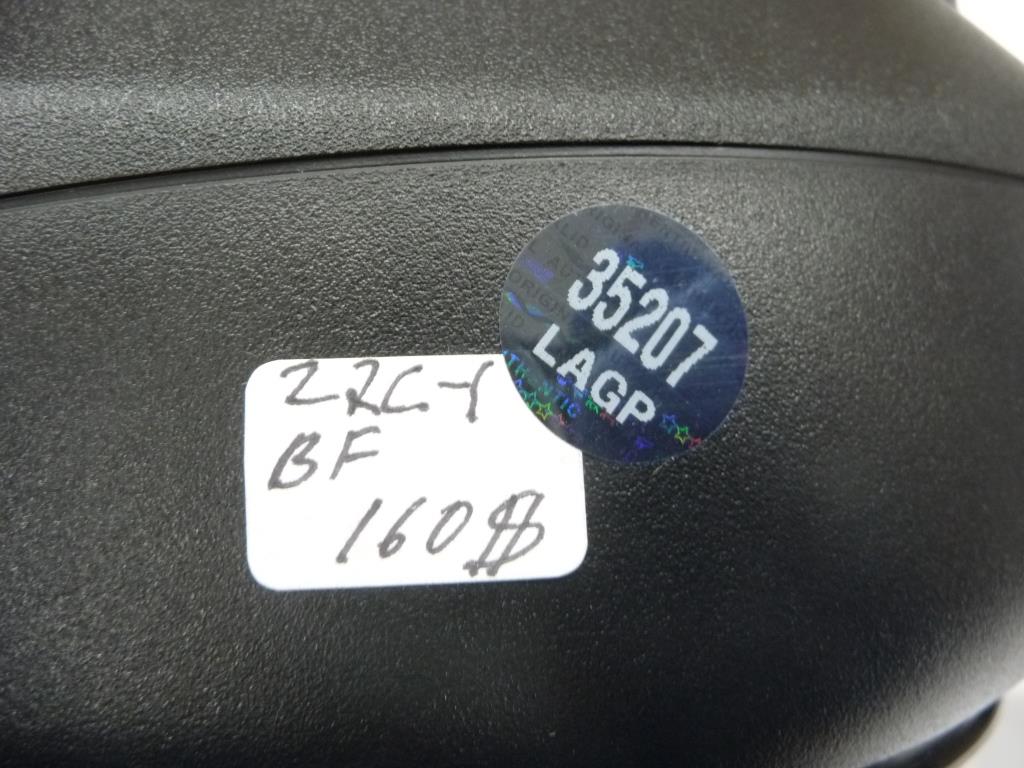 35207
LAGP
22C-1
BF
160$